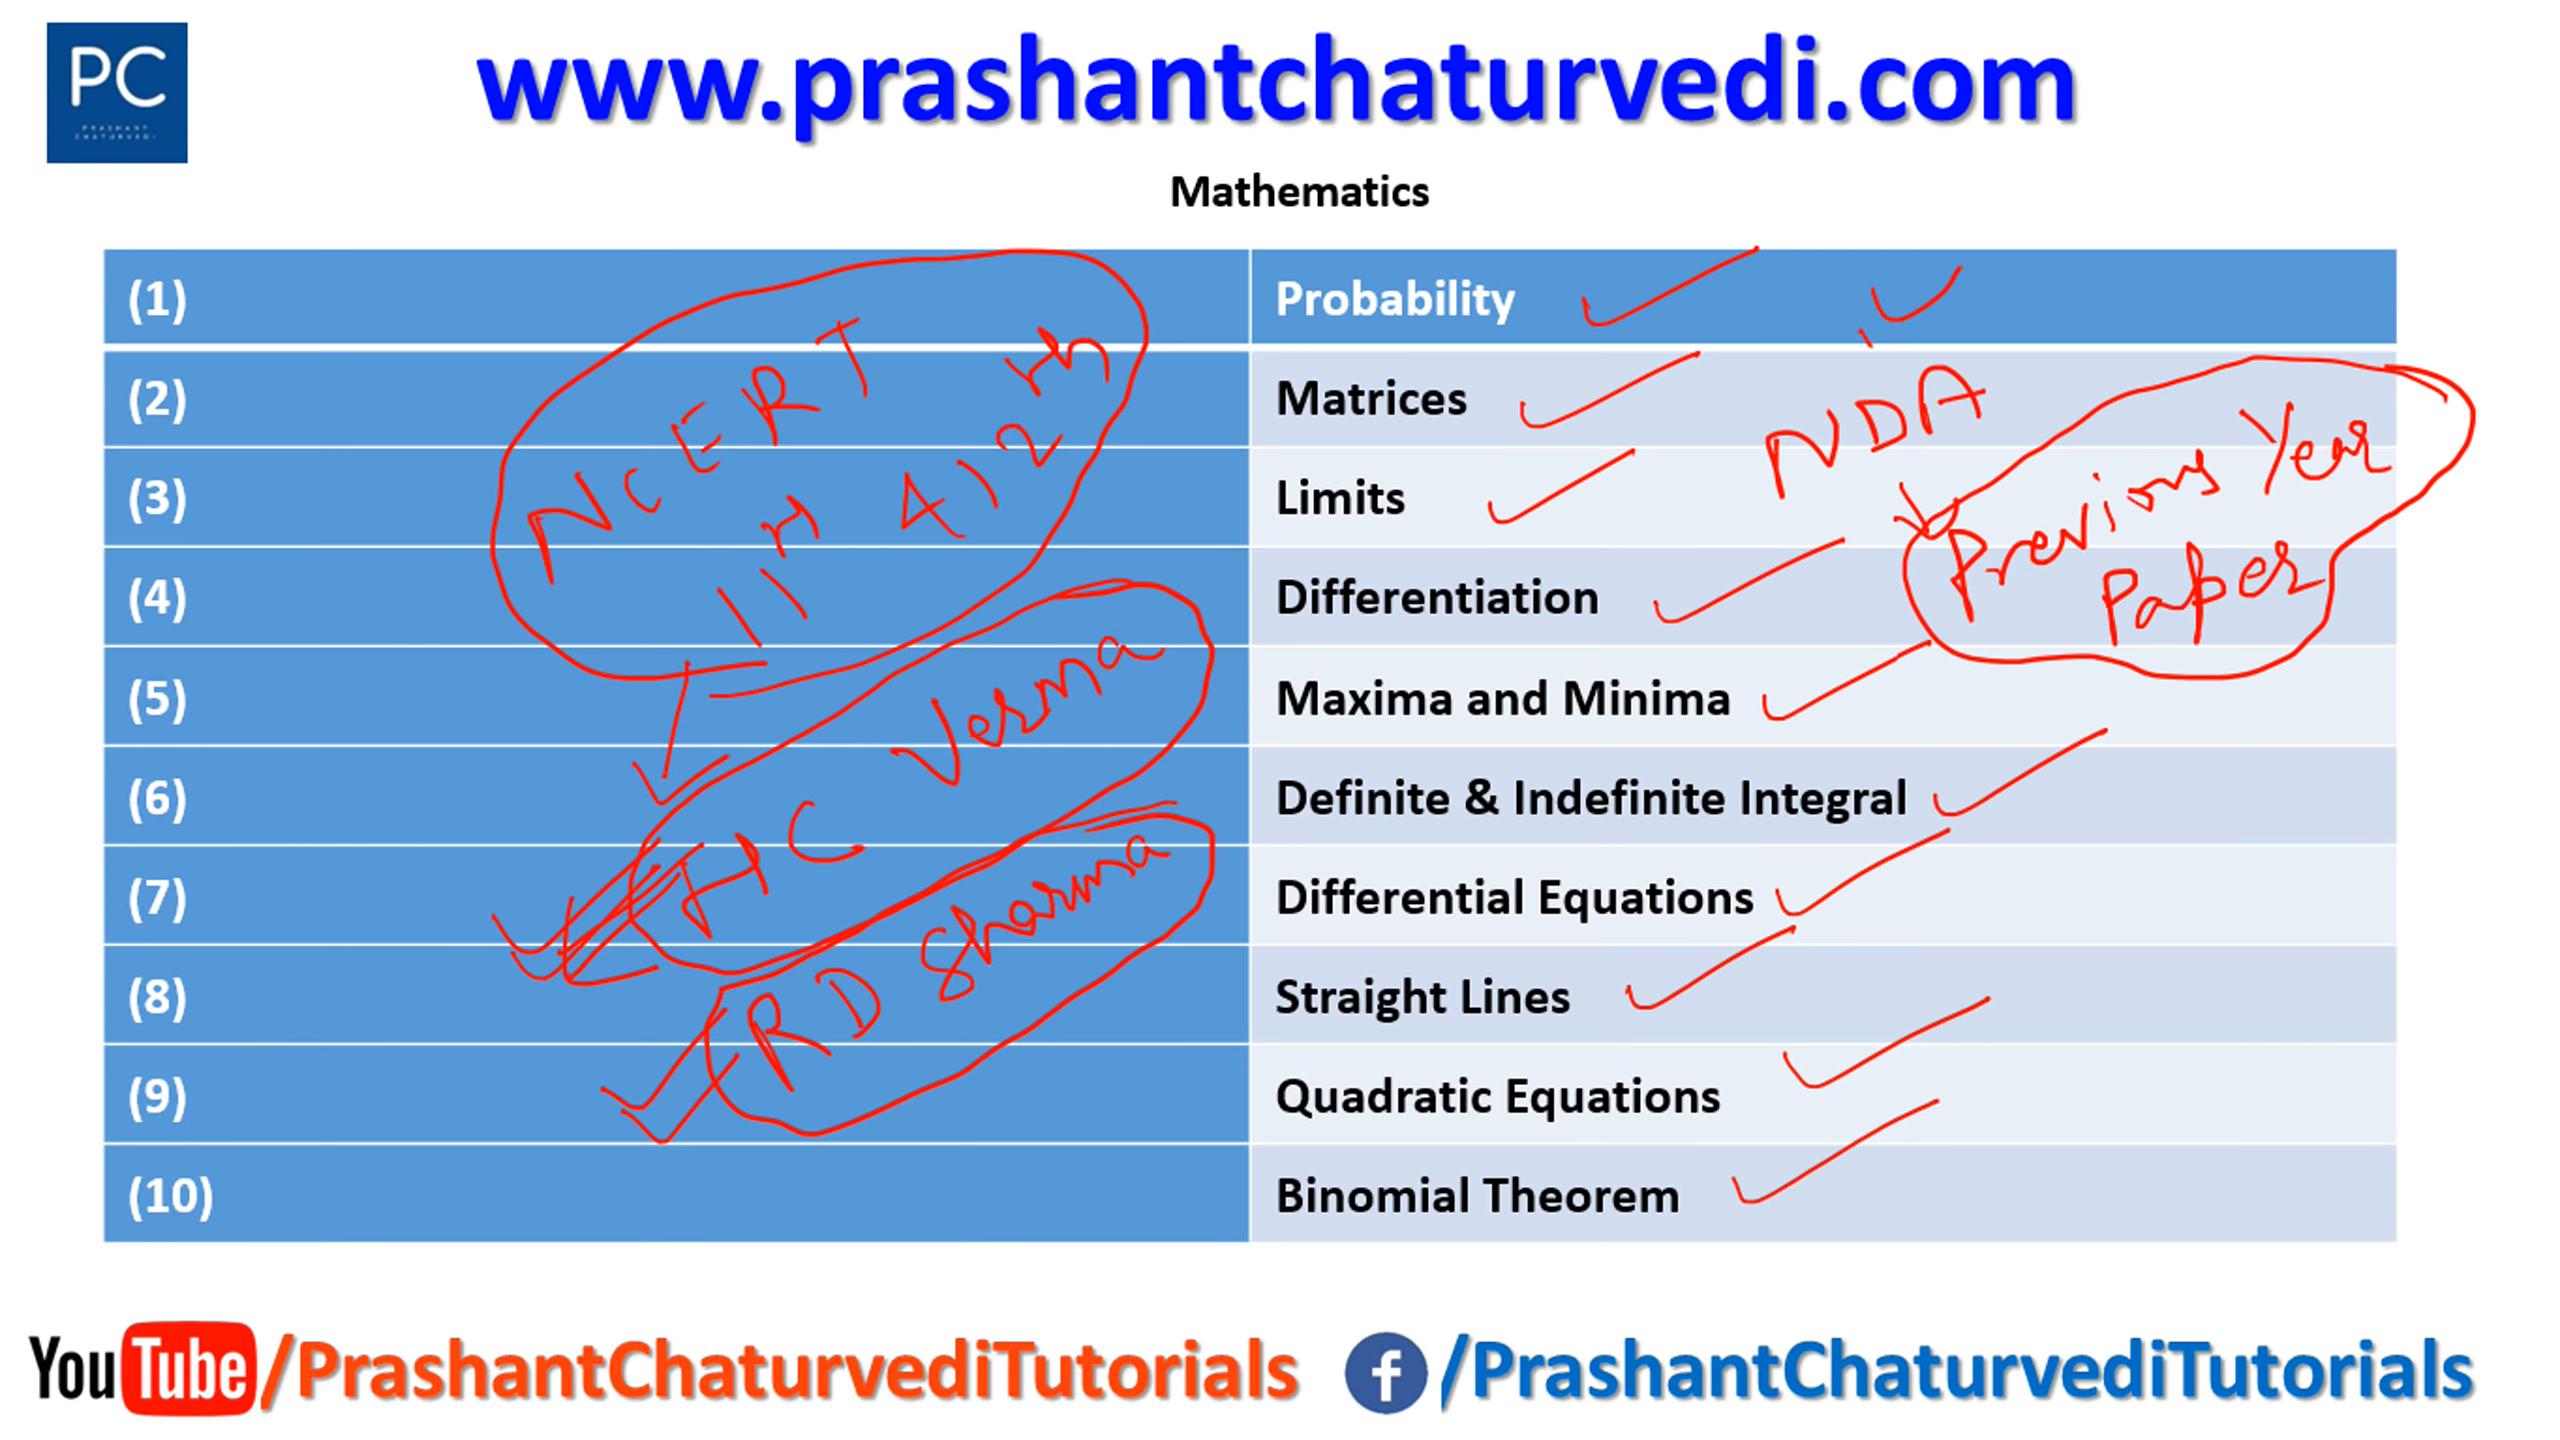 PC
PRASHANT
CHATURVEDI
www.prashantchaturvedi.com
Mathematics
(1) Probability
(2) Matrices
(3) Limits
(4) Differentiation
(5) Maxima and Minima
(6) Definite & Indefinite Integral
(7) Differential Equations
(8) Straight Lines
(9) Quadratic Equations
(10) Binomial Theorem
NCERT
11th & 12th
HC Verma
RD Sharma
NDA
Previous Year
Paper
YouTube/PrashantChaturvediTutorials
f/PrashantChaturvediTutorials